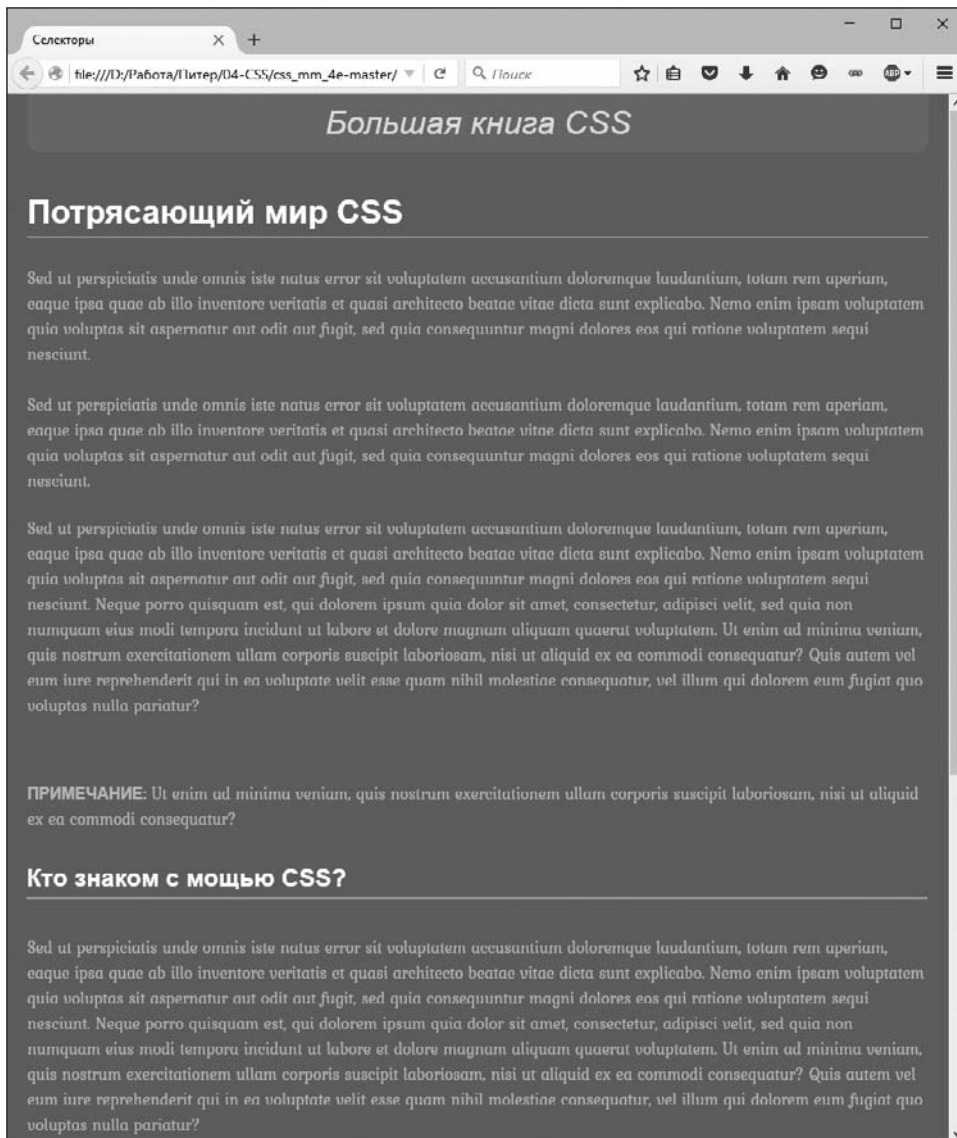 Селекторы
file:///D:/Работа/Питер/04-CSS/css_mm_4e-master/
Поиск
ABP
Большая книга CSS
Потрясающий мир CSS
Sed ut perspiciatis unde omnis iste natus error sit voluptatem accusantium doloremque laudantium, totam rem aperiam,
eaque ipsa quae ab illo inventore veritatis et quasi architecto beatae vitae dicta sunt explicabo. Nemo enim ipsam voluptatem
quia voluptas sit aspernatur aut odit aut fugit, sed quia consequuntur magni dolores eos qui ratione voluptatem sequi
nesciunt.
Sed ut perspiciatis unde omnis iste natus error sit voluptatem accusantium doloremque laudantium, totam rem aperiam,
eaque ipsa quae ab illo inventore veritatis et quasi architecto beatae vitae dicta sunt explicabo. Nemo enim ipsam voluptatem
quia voluptas sit aspernatur aut odit aut fugit, sed quia consequuntur magni dolores eos qui ratione voluptatem sequi
nesciunt.
Sed ut perspiciatis unde omnis iste natus error sit voluptatem accusantium doloremque laudantium, totam rem aperiam,
eaque ipsa quae ab illo inventore veritatis et quasi architecto beatae vitae dicta sunt explicabo. Nemo enim ipsam voluptatem
quia voluptas sit aspernatur aut odit aut fugit, sed quia consequuntur magni dolores eos qui ratione voluptatem sequi
nesciunt. Neque porro quisquam est, qui dolorem ipsum quia dolor sit amet, consectetur, adipisci velit, sed quia non
numquam eius modi tempora incidunt ut labore et dolore magnam aliquam quaerat voluptatem. Ut enim ad minima veniam,
quis nostrum exercitationem ullam corporis suscipit laboriosam, nisi ut aliquid ex ea commodi consequatur? Quis autem vel
eum iure reprehenderit qui in ea voluptate velit esse quam nihil molestiae consequatur, vel illum qui dolorem eum fugiat quo
voluptas nulla pariatur?
ПРИМЕЧАНИЕ: Ut enim ad minima veniam, quis nostrum exercitationem ullam corporis suscipit laboriosam, nisi ut aliquid
ex ea commodi consequatur?
Кто знаком с мощью CSS?
Sed ut perspiciatis unde omnis iste natus error sit voluptatem accusantium doloremque laudantium, totam rem aperiam,
eaque ipsa quae ab illo inventore veritatis et quasi architecto beatae vitae dicta sunt explicabo. Nemo enim ipsam voluptatem
quia voluptas sit aspernatur aut odit aut fugit, sed quia consequuntur magni dolores eos qui ratione voluptatem sequi
nesciunt. Neque porro quisquam est, qui dolorem ipsum quia dolor sit amet, consectetur, adipisci velit, sed quia non
numquam eius modi tempora incidunt ut labore et dolore magnam aliquam quaerat voluptatem. Ut enim ad minima veniam,
quis nostrum exercitationem ullam corporis suscipit laboriosam, nisi ut aliquid ex ea commodi consequatur? Quis autem vel
eum iure reprehenderit qui in ea voluptate velit esse quam nihil molestiae consequatur, vel illum qui dolorem eum fugiat quo
voluptas nulla pariatur?